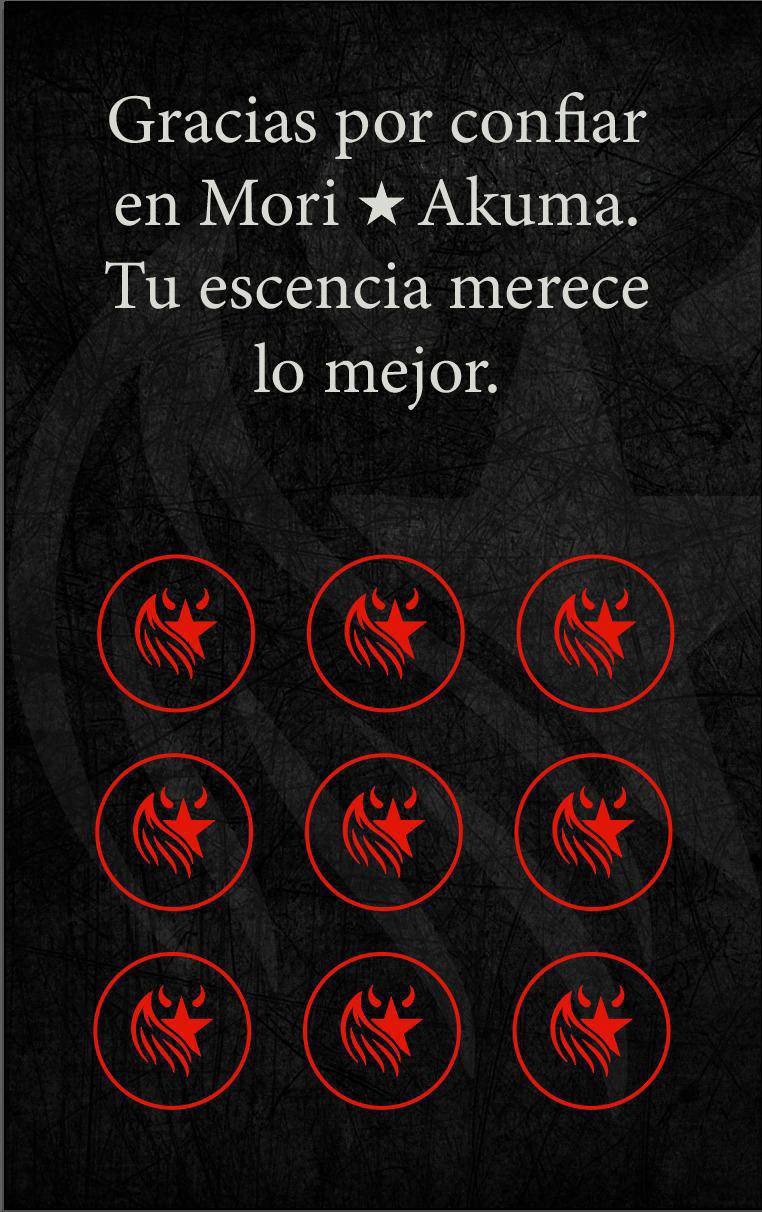 Gracias por confiar
en Mori ★ Akuma.
Tu escencia merece
lo mejor.